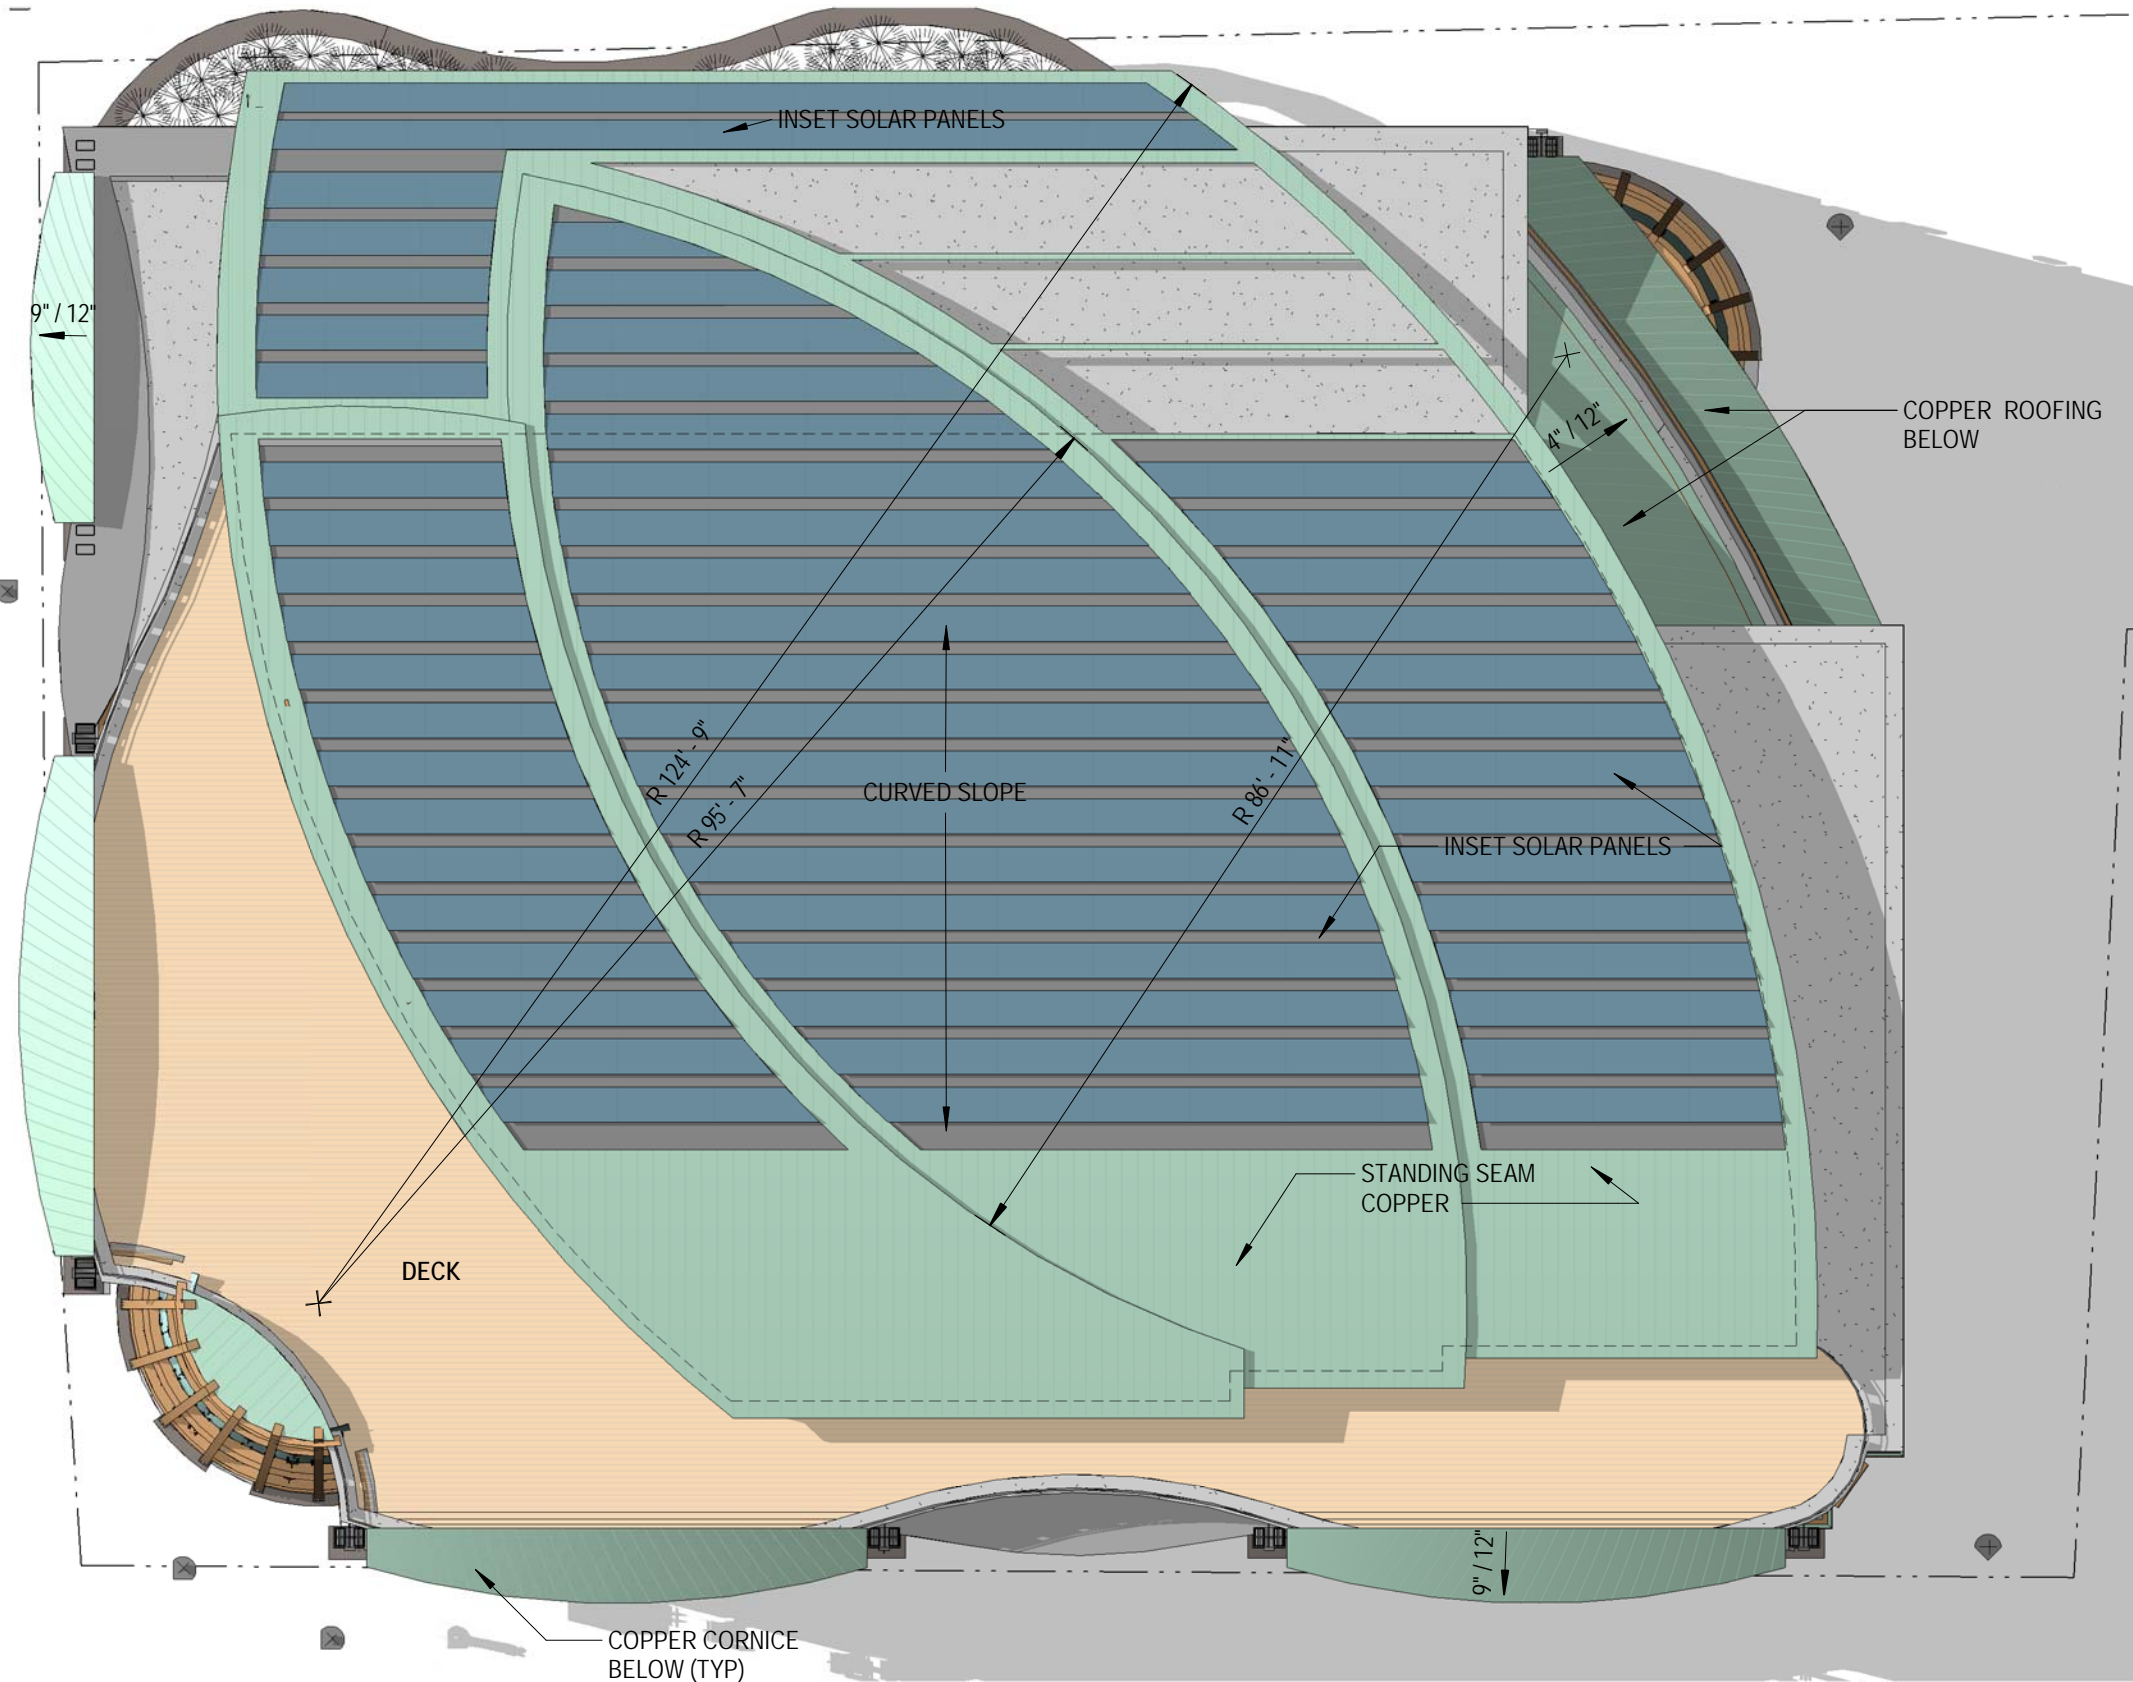 INSET SOLAR PANELS
9" / 12"
COPPER ROOFING
BELOW
4" / 12"
R 124' - 9"
R 95' - 7"
R 86' - 11"
CURVED SLOPE
INSET SOLAR PANELS
STANDING SEAM
COPPER
DECK
9" / 12"
COPPER CORNICE
BELOW (TYP)